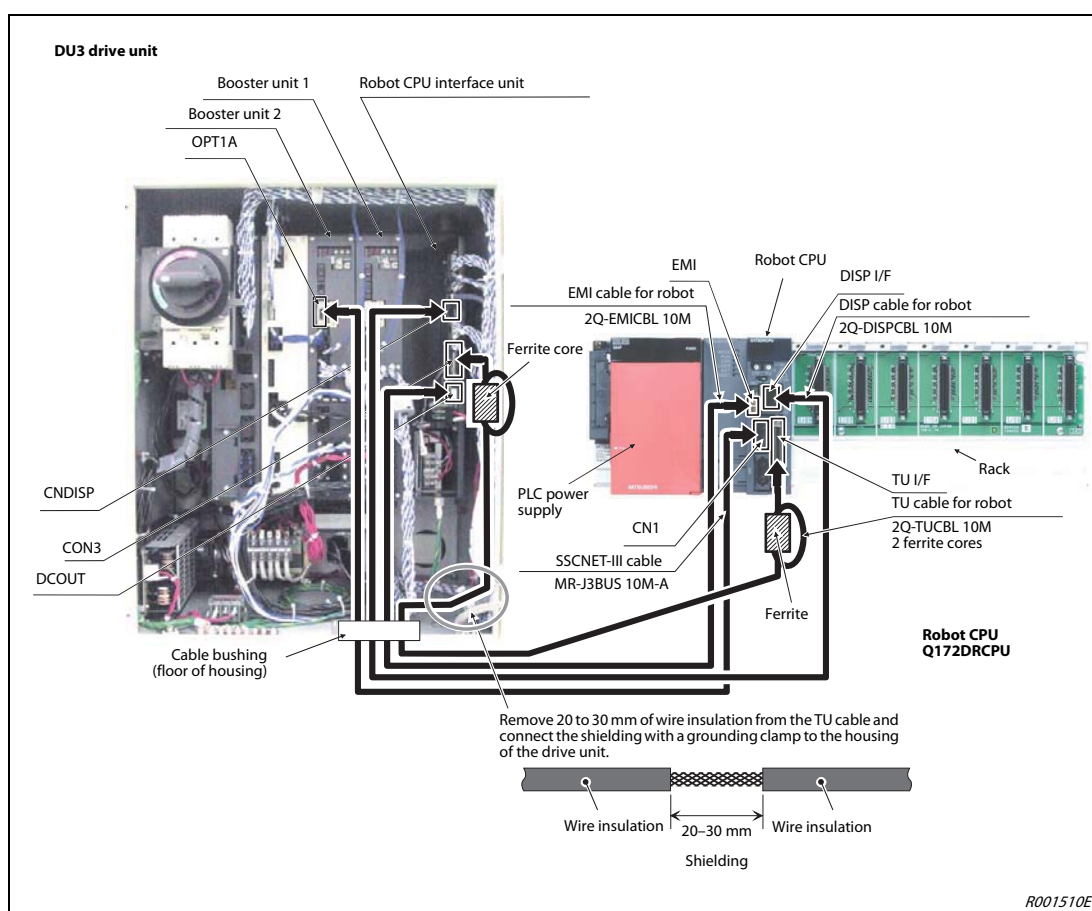 DU3 drive unit
Booster unit 1
Robot CPU interface unit
Booster unit 2
OPT1A
EMI
Robot CPU
DISP I/F
EMI cable for robot
2Q-EMICBL 10M
DISP cable for robot
2Q-DISPCBL 10M
Ferrite core
CNDISP
CON3
DCOUT
PLC power
supply
CN1
SSCNET-III cable
MR-J3BUS 10M-A
Rack
TU I/F
TU cable for robot
2Q-TUCBL 10M
2 ferrite cores
Ferrite
Robot CPU
Q172DRCPU
Cable bushing
(floor of housing)
Remove 20 to 30 mm of wire insulation from the TU cable and
connect the shielding with a grounding clamp to the housing
of the drive unit.
Wire insulation
20–30 mm
Wire insulation
Shielding
R001510E